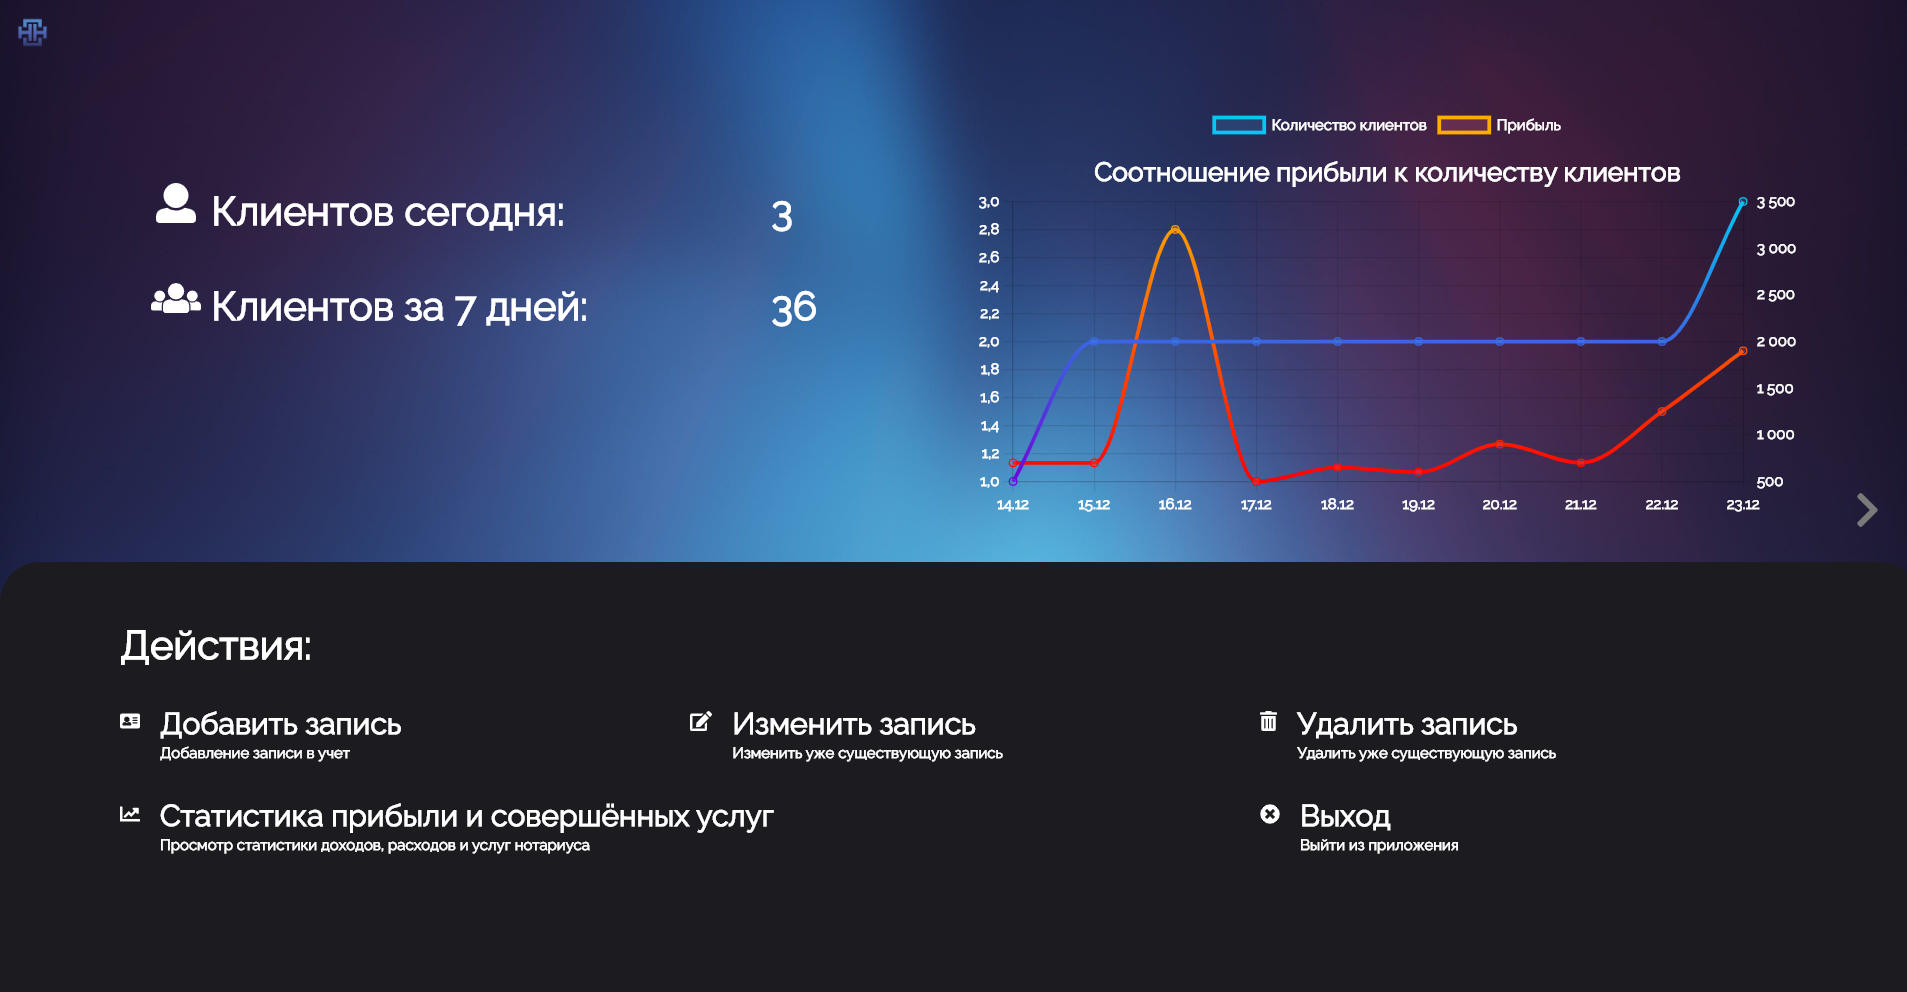 Клиентов сегодня: 3
Клиентов за 7 дней: 36
Количество клиентов Прибыль
Соотношение прибыли к количеству клиентов
3,0 3 500
2,8
2,6 3 000
2,4 2 500
2,2
2,0 2 000
1,8
1,6 1 500
1,4 1 000
1,2
1,0 500
14.12 15.12 16.12 17.12 18.12 19.12 20.12 21.12 22.12 23.12
Действия:
Добавить запись
Добавление записи в учет
Изменить запись
Изменить уже существующую запись
Удалить запись
Удалить уже существующую запись
Статистика прибыли и совершённых услуг
Просмотр статистики доходов, расходов и услуг нотариуса
Выход
Выйти из приложения